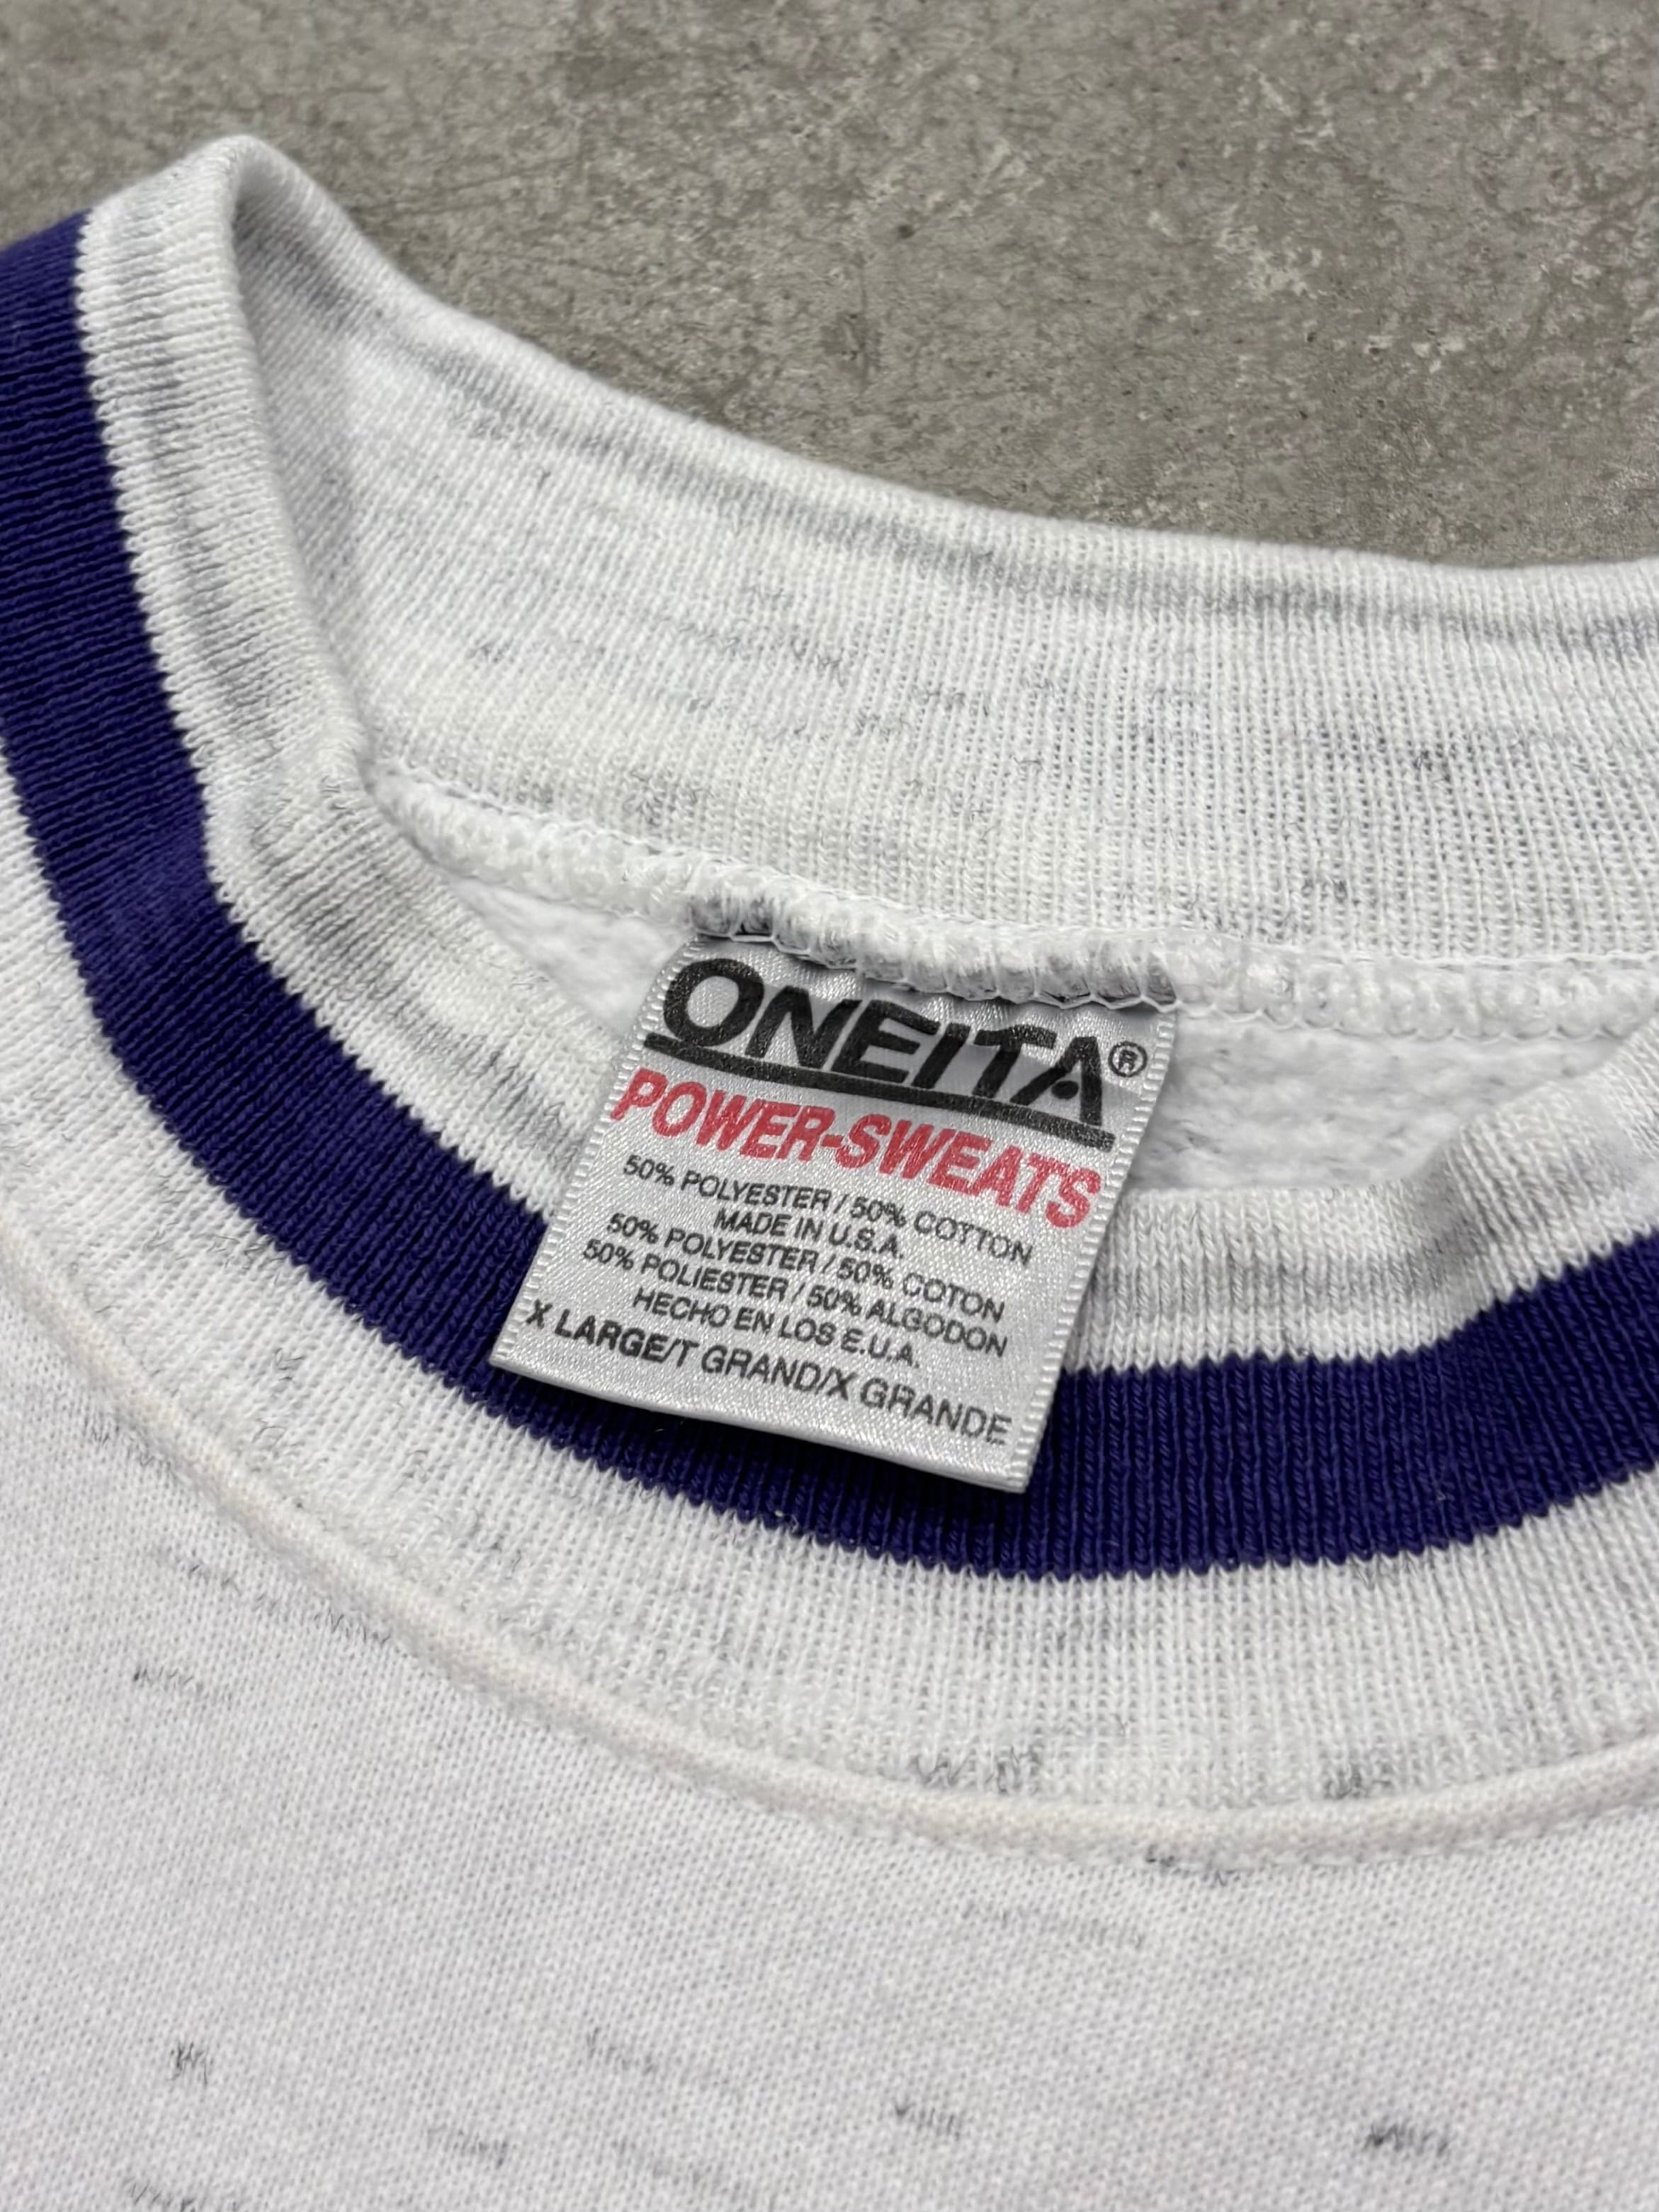 ONEITA®
POWER-SWEATS
50% POLYESTER / 50% COTTON
MADE IN U.S.A.
50% POLYESTER / 50% COTON
50% POLIESTER / 50% ALGODON
HECHO EN LOS E.U.A.
X LARGE/T GRAND/X GRANDE